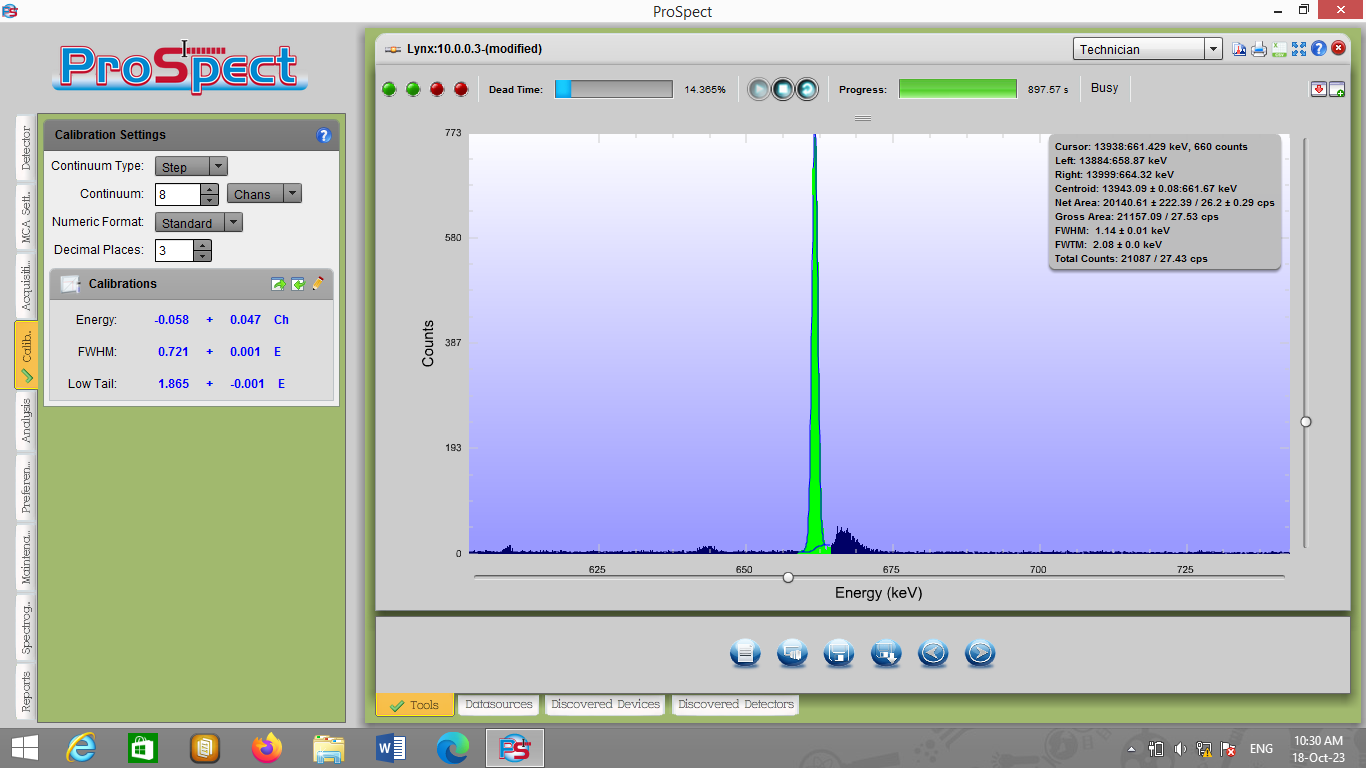 ProSpect
ProSpect
Lynx:10.0.0.3-(modified)
Technician
Dead Time:
14.365%
Progress:
897.57 s
Busy
Detector
MCA Sett..
Acquisiti...
Calib..
Analysis
Preferen...
Maintena...
Spectrog..
Reports
Calibration Settings
Continuum Type: Step
Continuum: 8 Chans
Numeric Format: Standard
Decimal Places: 3
Calibrations
Energy: -0.058 + 0.047 Ch
FWHM: 0.721 + 0.001 E
Low Tail: 1.865 + -0.001 E
773
580
387
193
0
Counts
Cursor: 13938:661.429 keV, 660 counts
Left: 13884:658.87 keV
Right: 13999:664.32 keV
Centroid: 13943.09 ± 0.08:661.67 keV
Net Area: 20140.61 ± 222.39 / 26.2 ± 0.29 cps
Gross Area: 21157.09 / 27.53 cps
FWHM: 1.14 ± 0.01 keV
FWTM: 2.08 ± 0.0 keV
Total Counts: 21087 / 27.43 cps
625 650 675 700 725
Energy (keV)
Tools
Datasources
Discovered Devices
Discovered Detectors
ENG
10:30 AM
18-Oct-23